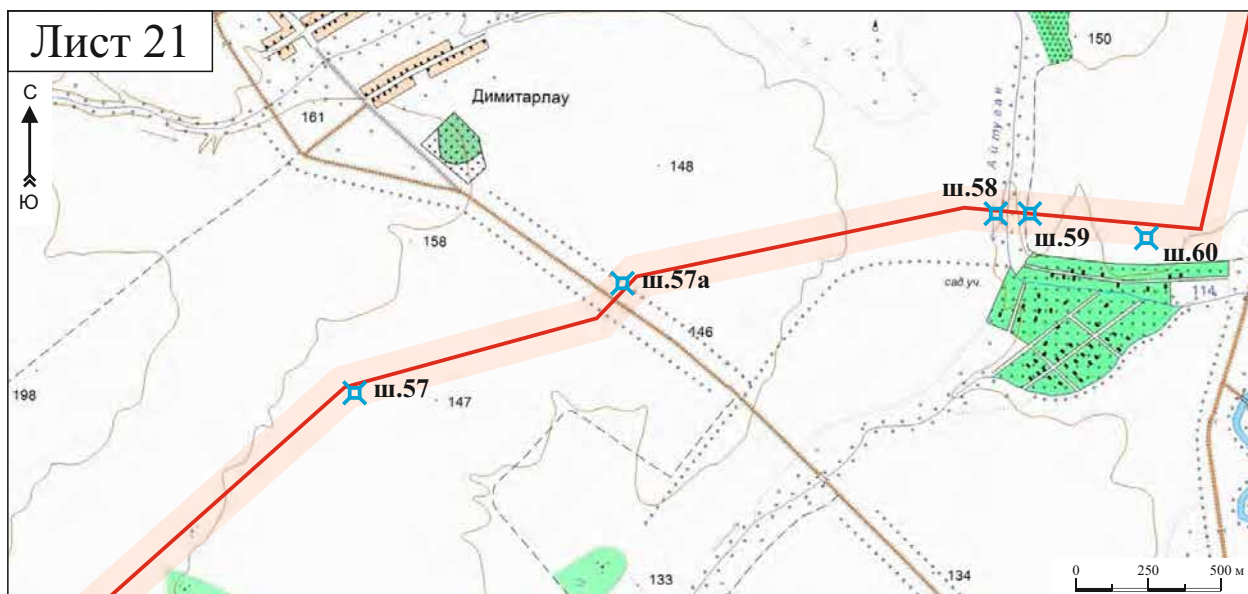 Лист 21
С
Ю
150
161
Димитарлау
148
Айтуган
ш.58
ш.59
ш.60
158
ш.57а
сад.уч.
114
146
198
ш.57
147
133
134
0 250 500 м